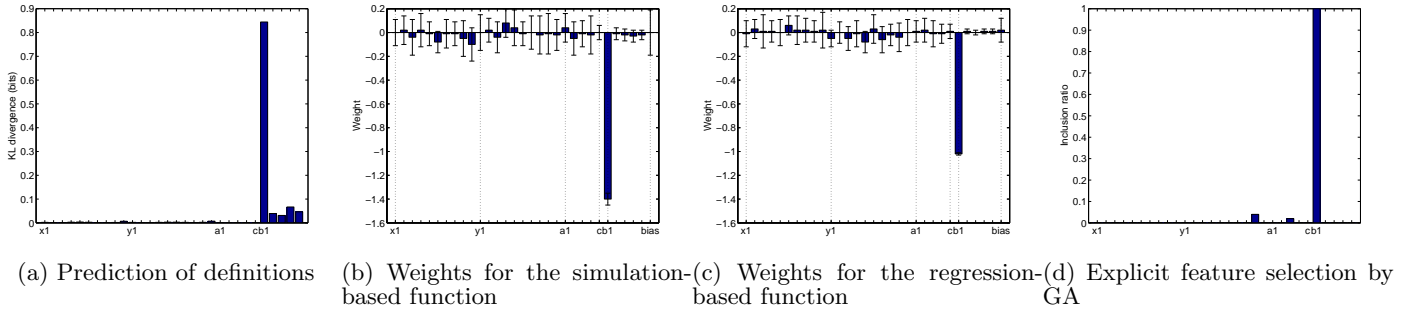 0.9
0.8
0.7
0.6
0.5
0.4
0.3
0.2
0.1
0
KL divergence (bits)
x1 y1 a1 cb1
(a) Prediction of definitions
0.2
0
−0.2
−0.4
−0.6
−0.8
−1
−1.2
−1.4
−1.6
Weight
x1 y1 a1 cb1 bias
(b) Weights for the simulation-
based function
0.2
0
−0.2
−0.4
−0.6
−0.8
−1
−1.2
−1.4
−1.6
Weight
x1 y1 a1 cb1 bias
(c) Weights for the regression-
based function
1
0.9
0.8
0.7
0.6
0.5
0.4
0.3
0.2
0.1
0
Inclusion ratio
x1 y1 a1 cb1
(d) Explicit feature selection by
GA